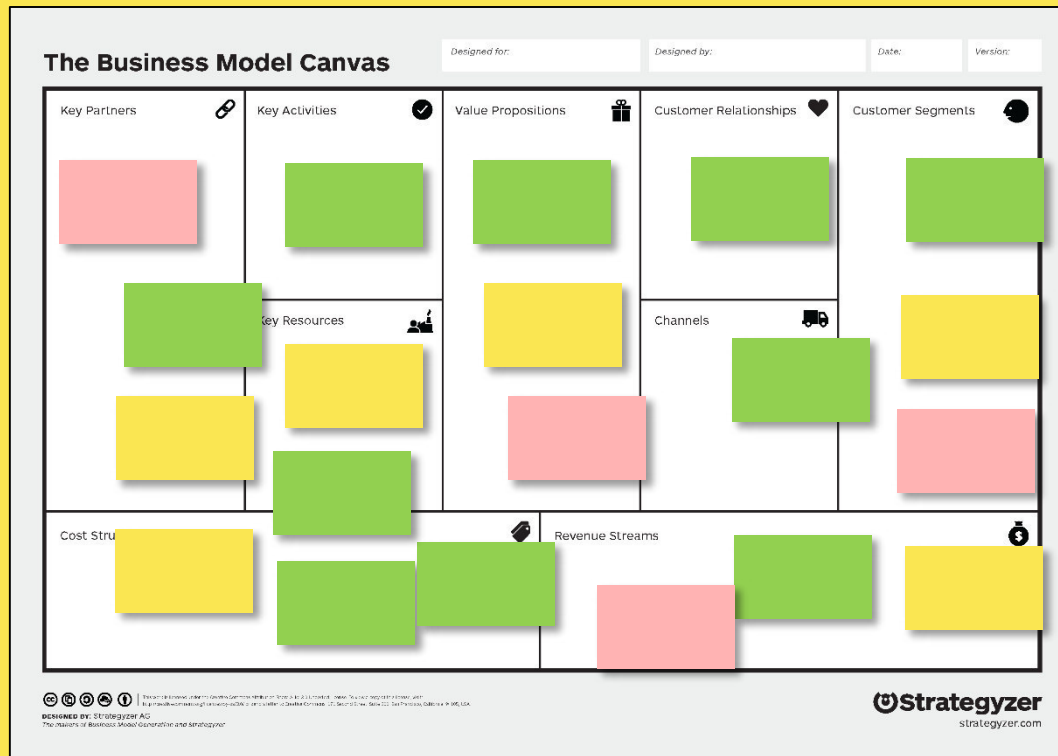 The Business Model Canvas
Designed for:
Designed by:
Date:
Version:
Key Partners
Key Activities
Value Propositions
Customer Relationships
Customer Segments
Key Resources
Channels
Cost Stru
Revenue Streams
DESIGNED BY: Strategyzer AG
The makers of Business Model Generation and Strategyzer
Strategyzer
strategyzer.com